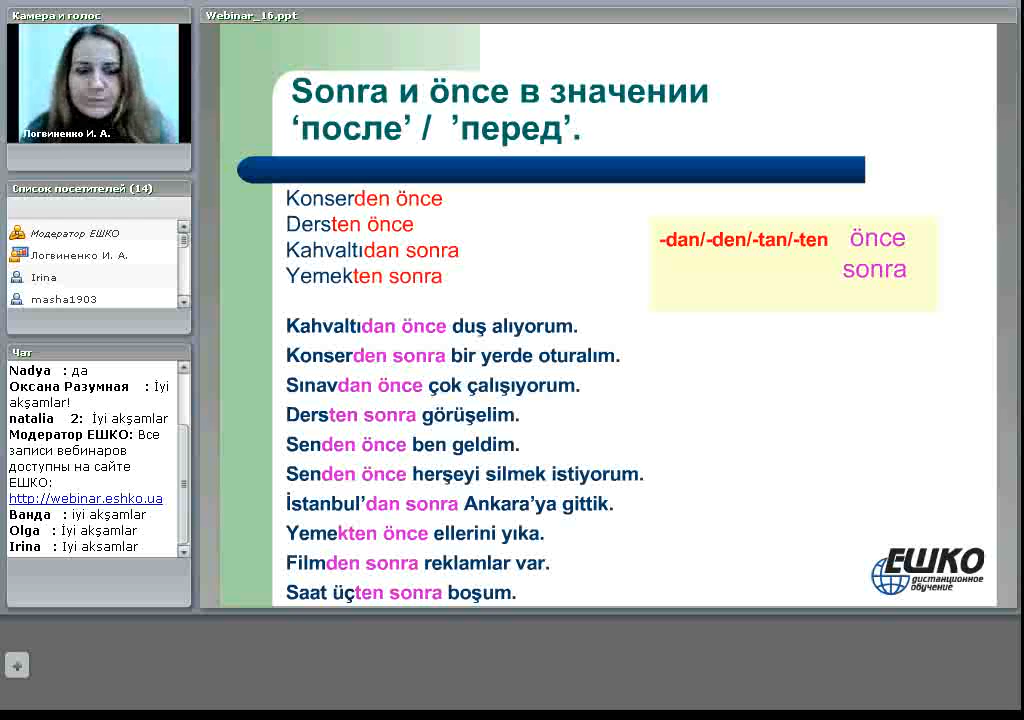 Камера и голос
Логвиненко И. А.
Список посетителей (14)
Модератор ЕШКО
Логвиненко И. А.
Irina
masha1903
Чат
Nadya : да
Оксана Разумная : İyi
akşamlar!
natalia 2: İyi akşamlar
Модератор ЕШКО: Все
записи вебинаров
доступны на сайте
ЕШКО:
http://webinar.eshko.ua
Ванда : iyi akşamlar
Olga : İyi akşamlar
Irina : Iyi aksamlar
Webinar_16.ppt
Sonra и önce в значении
‘после’ / ’перед’.
Konserden önce
Dersten önce
Kahvaltıdan sonra
Yemekten sonra
-dan/-den/-tan/-ten önce
sonra
Kahvaltıdan önce duş alıyorum.
Konserden sonra bir yerde oturalım.
Sınavdan önce çok çalışıyorum.
Dersten sonra görüşelim.
Senden önce ben geldim.
Senden önce herşeyi silmek istiyorum.
İstanbul’dan sonra Ankara’ya gittik.
Yemekten önce ellerini yıka.
Filmden sonra reklamlar var.
Saat üçten sonra boşum.
ЕШКО
дистанционное
обучение